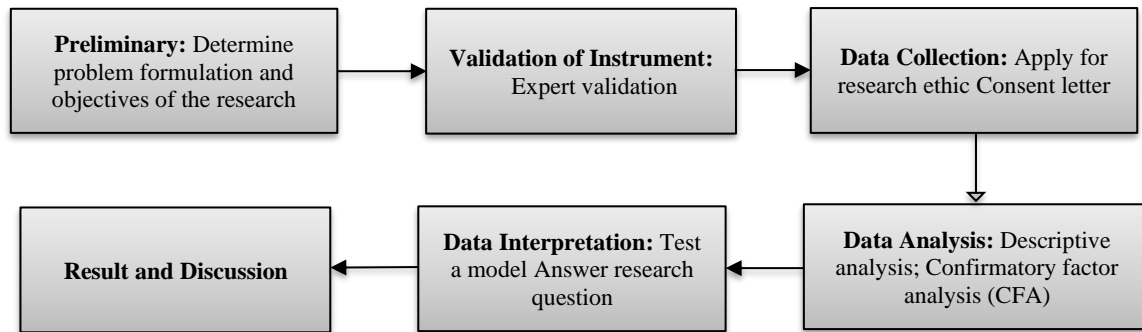 Preliminary: Determine
problem formulation and
objectives of the research
Validation of Instrument:
Expert validation
Data Collection: Apply for
research ethic Consent letter
Data Analysis: Descriptive
analysis; Confirmatory factor
analysis (CFA)
Data Interpretation: Test
a model Answer research
question
Result and Discussion